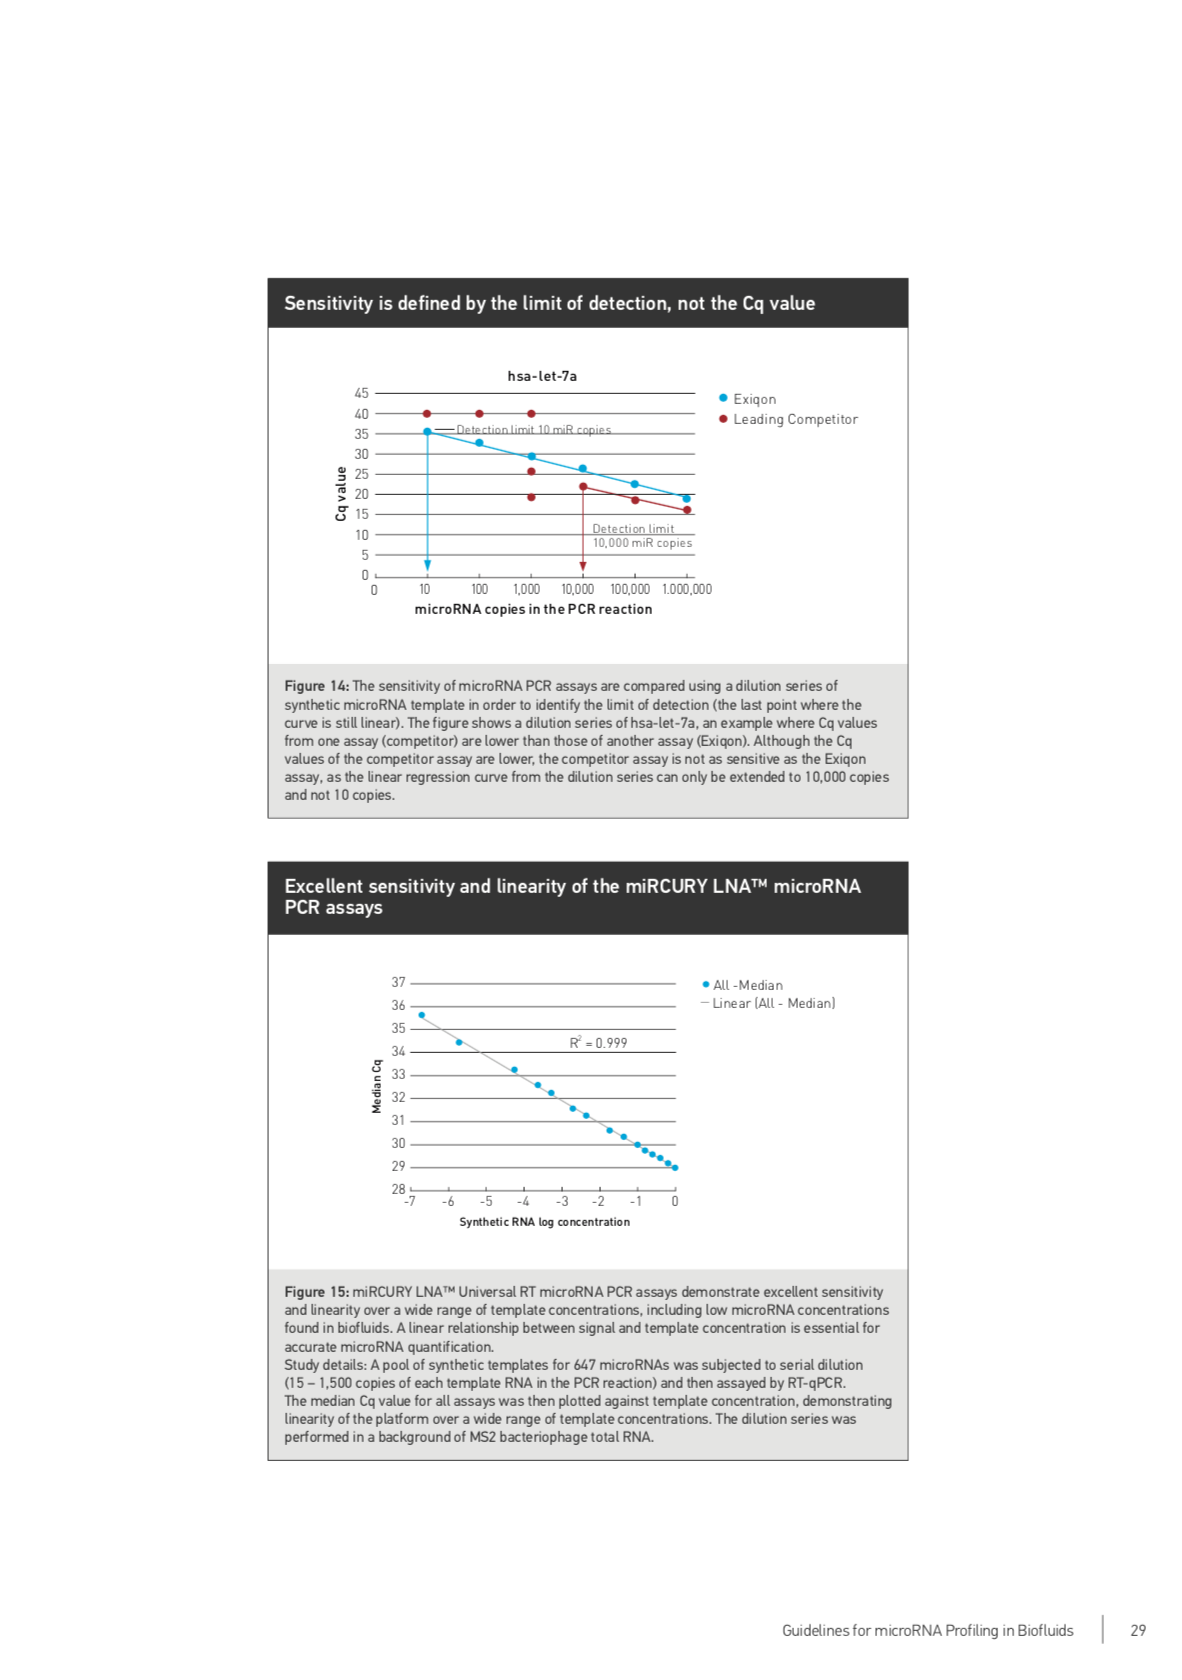 Sensitivity is defined by the limit of detection, not the Cq value
hsa-let-7a
45
40
35
30
25
20
15
10
5
0
Cq value
Detection limit 10 miR copies
Detection limit
10,000 miR copies
0 10 100 1,000 10,000 100,000 1.000,000
microRNA copies in the PCR reaction
Exiqon
Leading Competitor
Figure 14: The sensitivity of microRNA PCR assays are compared using a dilution series of
synthetic microRNA template in order to identify the limit of detection (the last point where the
curve is still linear). The figure shows a dilution series of hsa-let-7a, an example where Cq values
from one assay (competitor) are lower than those of another assay (Exiqon). Although the Cq
values of the competitor assay are lower, the competitor assay is not as sensitive as the Exiqon
assay, as the linear regression curve from the dilution series can only be extended to 10,000 copies
and not 10 copies.
Excellent sensitivity and linearity of the miRCURY LNA™ microRNA
PCR assays
37
36
35
34
33
32
31
30
29
28
Median Cq
R² = 0.999
-7 -6 -5 -4 -3 -2 -1 0
Synthetic RNA log concentration
All -Median
Linear (All - Median)
Figure 15: miRCURY LNA™ Universal RT microRNA PCR assays demonstrate excellent sensitivity
and linearity over a wide range of template concentrations, including low microRNA concentrations
found in biofluids. A linear relationship between signal and template concentration is essential for
accurate microRNA quantification.
Study details: A pool of synthetic templates for 647 microRNAs was subjected to serial dilution
(15 – 1,500 copies of each template RNA in the PCR reaction) and then assayed by RT-qPCR.
The median Cq value for all assays was then plotted against template concentration, demonstrating
linearity of the platform over a wide range of template concentrations. The dilution series was
performed in a background of MS2 bacteriophage total RNA.
Guidelines for microRNA Profiling in Biofluids 29